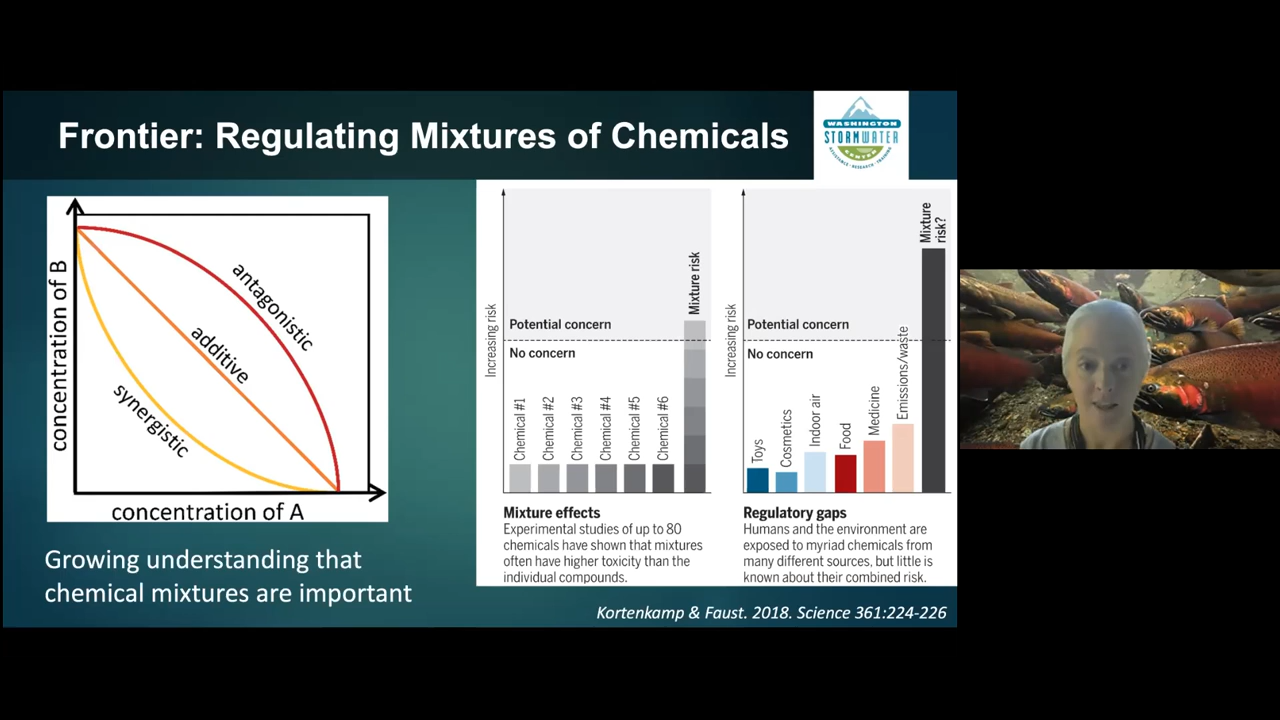 Frontier: Regulating Mixtures of Chemicals
WASHINGTON
STORMWATER
CENTER
ASSISTANCE • RESEARCH • TRAINING
concentration of B
antagonistic
additive
synergistic
concentration of A
Growing understanding that
chemical mixtures are important
Increasing risk
Potential concern
No concern
Chemical #1
Chemical #2
Chemical #3
Chemical #4
Chemical #5
Chemical #6
Mixture risk
Mixture effects
Experimental studies of up to 80
chemicals have shown that mixtures
often have higher toxicity than the
individual compounds.
Increasing risk
Potential concern
No concern
Toys
Cosmetics
Indoor air
Food
Medicine
Emissions/waste
Mixture
risk?
Regulatory gaps
Humans and the environment are
exposed to myriad chemicals from
many different sources, but little is
known about their combined risk.
Kortenkamp & Faust. 2018. Science 361:224-226